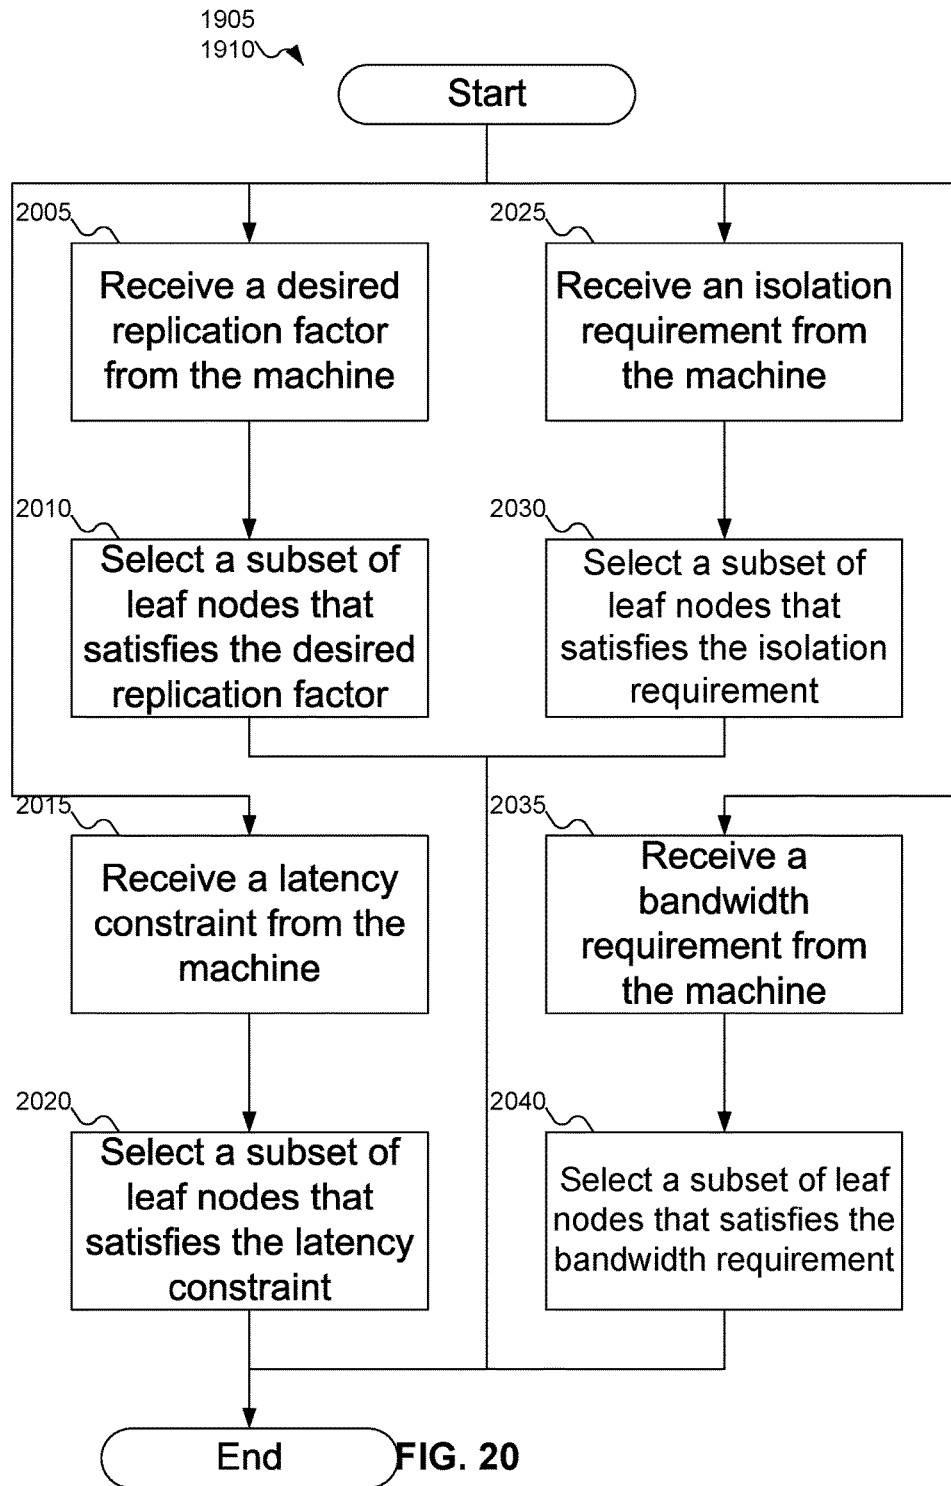 1905
1910
Start
2005
Receive a desired
replication factor
from the machine
2025
Receive an isolation
requirement from
the machine
2010
Select a subset of
leaf nodes that
satisfies the desired
replication factor
2030
Select a subset of
leaf nodes that
satisfies the isolation
requirement
2015
Receive a latency
constraint from the
machine
2035
Receive a
bandwidth
requirement from
the machine
2020
Select a subset of
leaf nodes that
satisfies the latency
constraint
2040
Select a subset of leaf
nodes that satisfies the
bandwidth requirement
End
FIG. 20